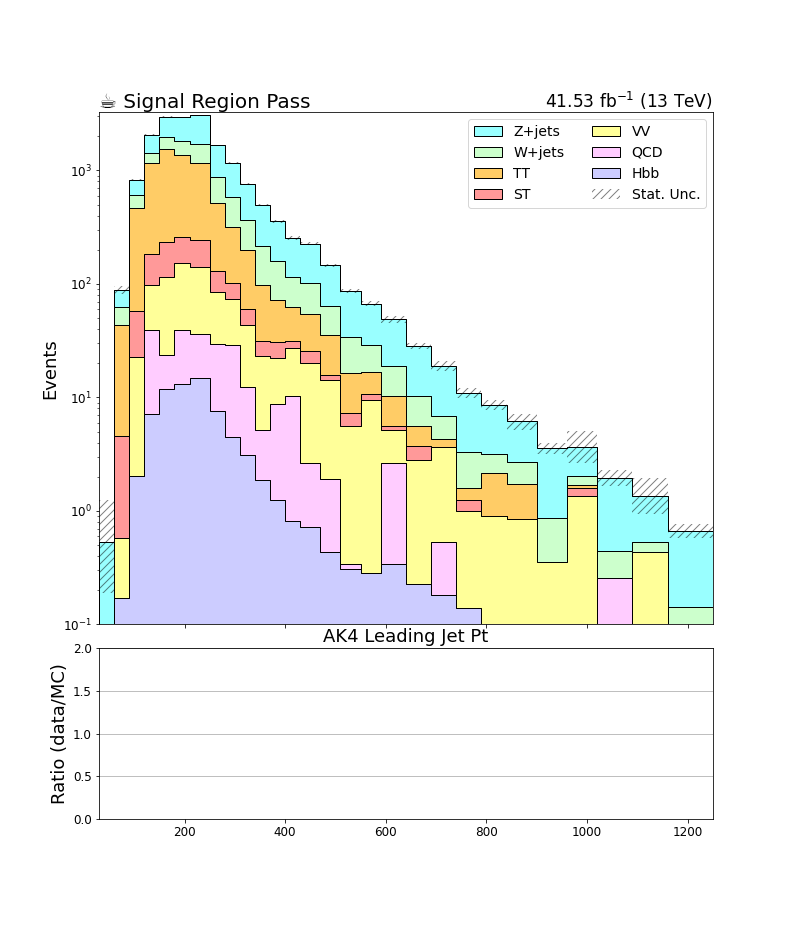 ☕ Signal Region Pass
41.53 fb⁻¹ (13 TeV)
Z+jets
W+jets
TT
ST
VV
QCD
Hbb
Stat. Unc.
Events
10³
10²
10¹
10⁰
10⁻¹
AK4 Leading Jet Pt
Ratio (data/MC)
2.0
1.5
1.0
0.5
0.0
200 400 600 800 1000 1200